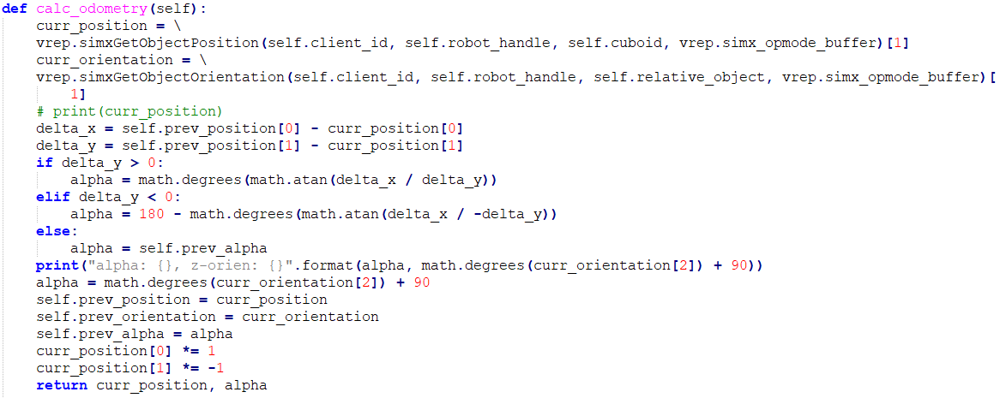 def calc_odometry(self):
    curr_position = \
    vrep.simxGetObjectPosition(self.client_id, self.robot_handle, self.cuboid, vrep.simx_opmode_buffer)[1]
    curr_orientation = \
    vrep.simxGetObjectOrientation(self.client_id, self.robot_handle, self.relative_object, vrep.simx_opmode_buffer)[
        1]
    # print(curr_position)
    delta_x = self.prev_position[0] - curr_position[0]
    delta_y = self.prev_position[1] - curr_position[1]
    if delta_y > 0:
        alpha = math.degrees(math.atan(delta_x / delta_y))
    elif delta_y < 0:
        alpha = 180 - math.degrees(math.atan(delta_x / -delta_y))
    else:
        alpha = self.prev_alpha
    print("alpha: {}, z-orien: {}".format(alpha, math.degrees(curr_orientation[2]) + 90))
    alpha = math.degrees(curr_orientation[2]) + 90
    self.prev_position = curr_position
    self.prev_orientation = curr_orientation
    self.prev_alpha = alpha
    curr_position[0] *= 1
    curr_position[1] *= -1
    return curr_position, alpha